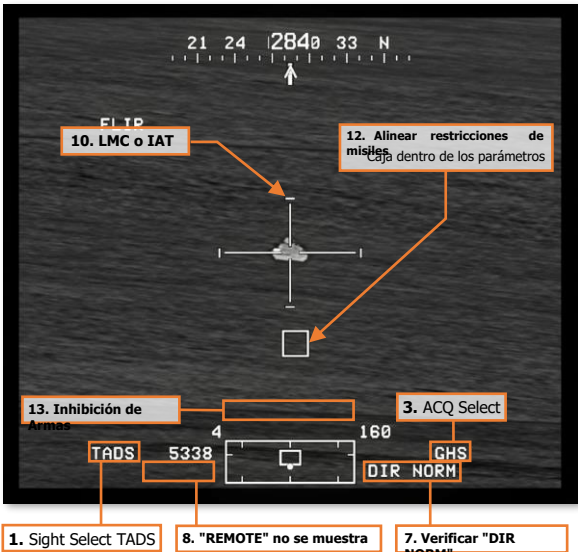 21 24 2840 33 N
FLIR
10. LMC o IAT
12. Alinear restricciones de
misiles
Caja dentro de los parámetros
13. Inhibición de
Armas
3. ACQ Select
4 160
TADS 5338 GHS
DIR NORM
1. Sight Select TADS
8. "REMOTE" no se muestra
7. Verificar "DIR
NORM"